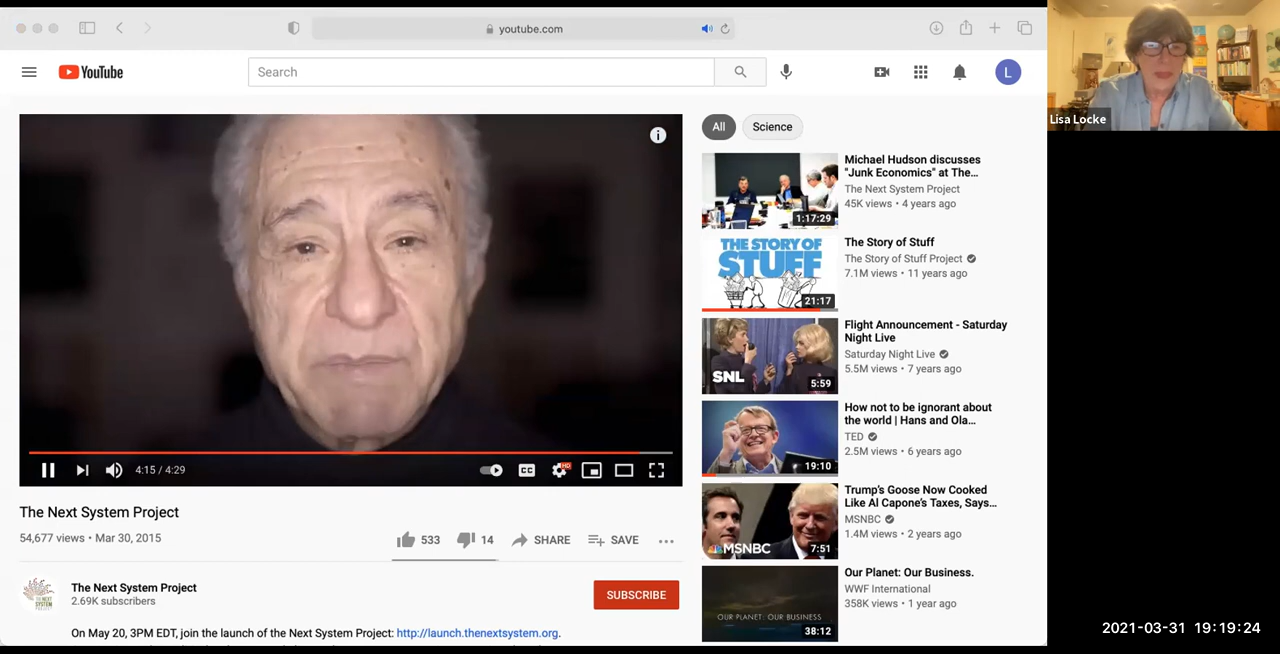 youtube.com
YouTube
Search
L
Lisa Locke
i
4:15 / 4:29
CC
HD
The Next System Project
54,677 views • Mar 30, 2015
533
14
SHARE
SAVE
THE NEXT SYSTEM PROJECT
The Next System Project
2.69K subscribers
SUBSCRIBE
On May 20, 3PM EDT, join the launch of the Next System Project: http://launch.thenextsystem.org.
All
Science
1:17:29
Michael Hudson discusses
"Junk Economics" at The...
The Next System Project
45K views • 4 years ago
THE STORY OF
STUFF
21:17
The Story of Stuff
The Story of Stuff Project
7.1M views • 11 years ago
SNL
5:59
Flight Announcement - Saturday
Night Live
Saturday Night Live
5.5M views • 7 years ago
19:10
How not to be ignorant about
the world | Hans and Ola...
TED
2.5M views • 6 years ago
MSNBC
7:51
Trump's Goose Now Cooked
Like Al Capone's Taxes, Says...
MSNBC
1.4M views • 2 years ago
OUR PLANET: OUR BUSINESS
38:12
Our Planet: Our Business.
WWF International
358K views • 1 year ago
2021-03-31 19:19:24